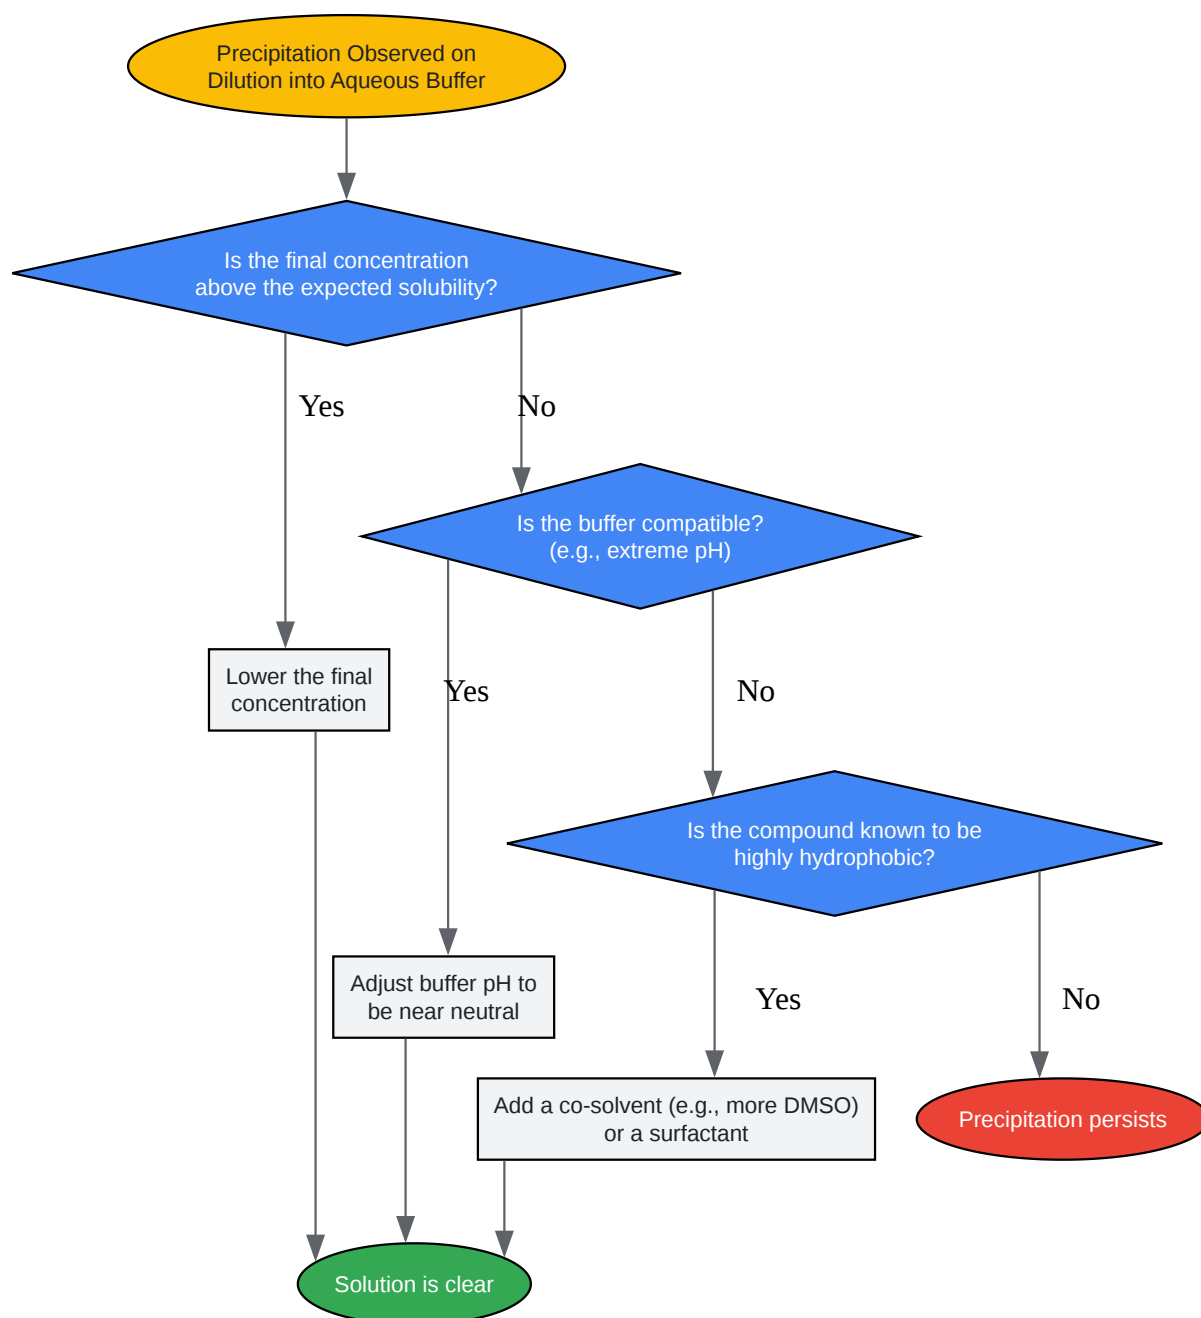 Precipitation Observed on
Dilution into Aqueous Buffer
Is the final concentration
above the expected solubility?
Yes
No
Is the buffer compatible?
(e.g., extreme pH)
Lower the final
concentration
Yes
No
Is the compound known to be
highly hydrophobic?
Adjust buffer pH to
be near neutral
Yes
No
Add a co-solvent (e.g., more DMSO)
or a surfactant
Precipitation persists
Solution is clear